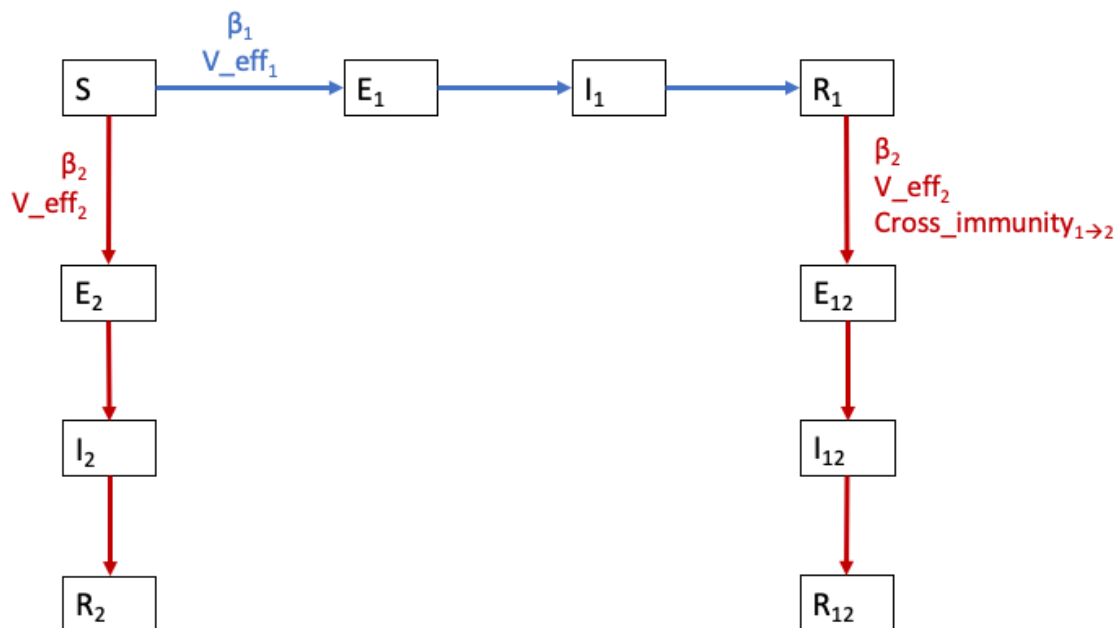 β₁
V_eff₁
S
E₁
I₁
R₁
β₂
V_eff₂
β₂
V_eff₂
Cross_immunity₁→₂
E₂
E₁₂
I₂
I₁₂
R₂
R₁₂